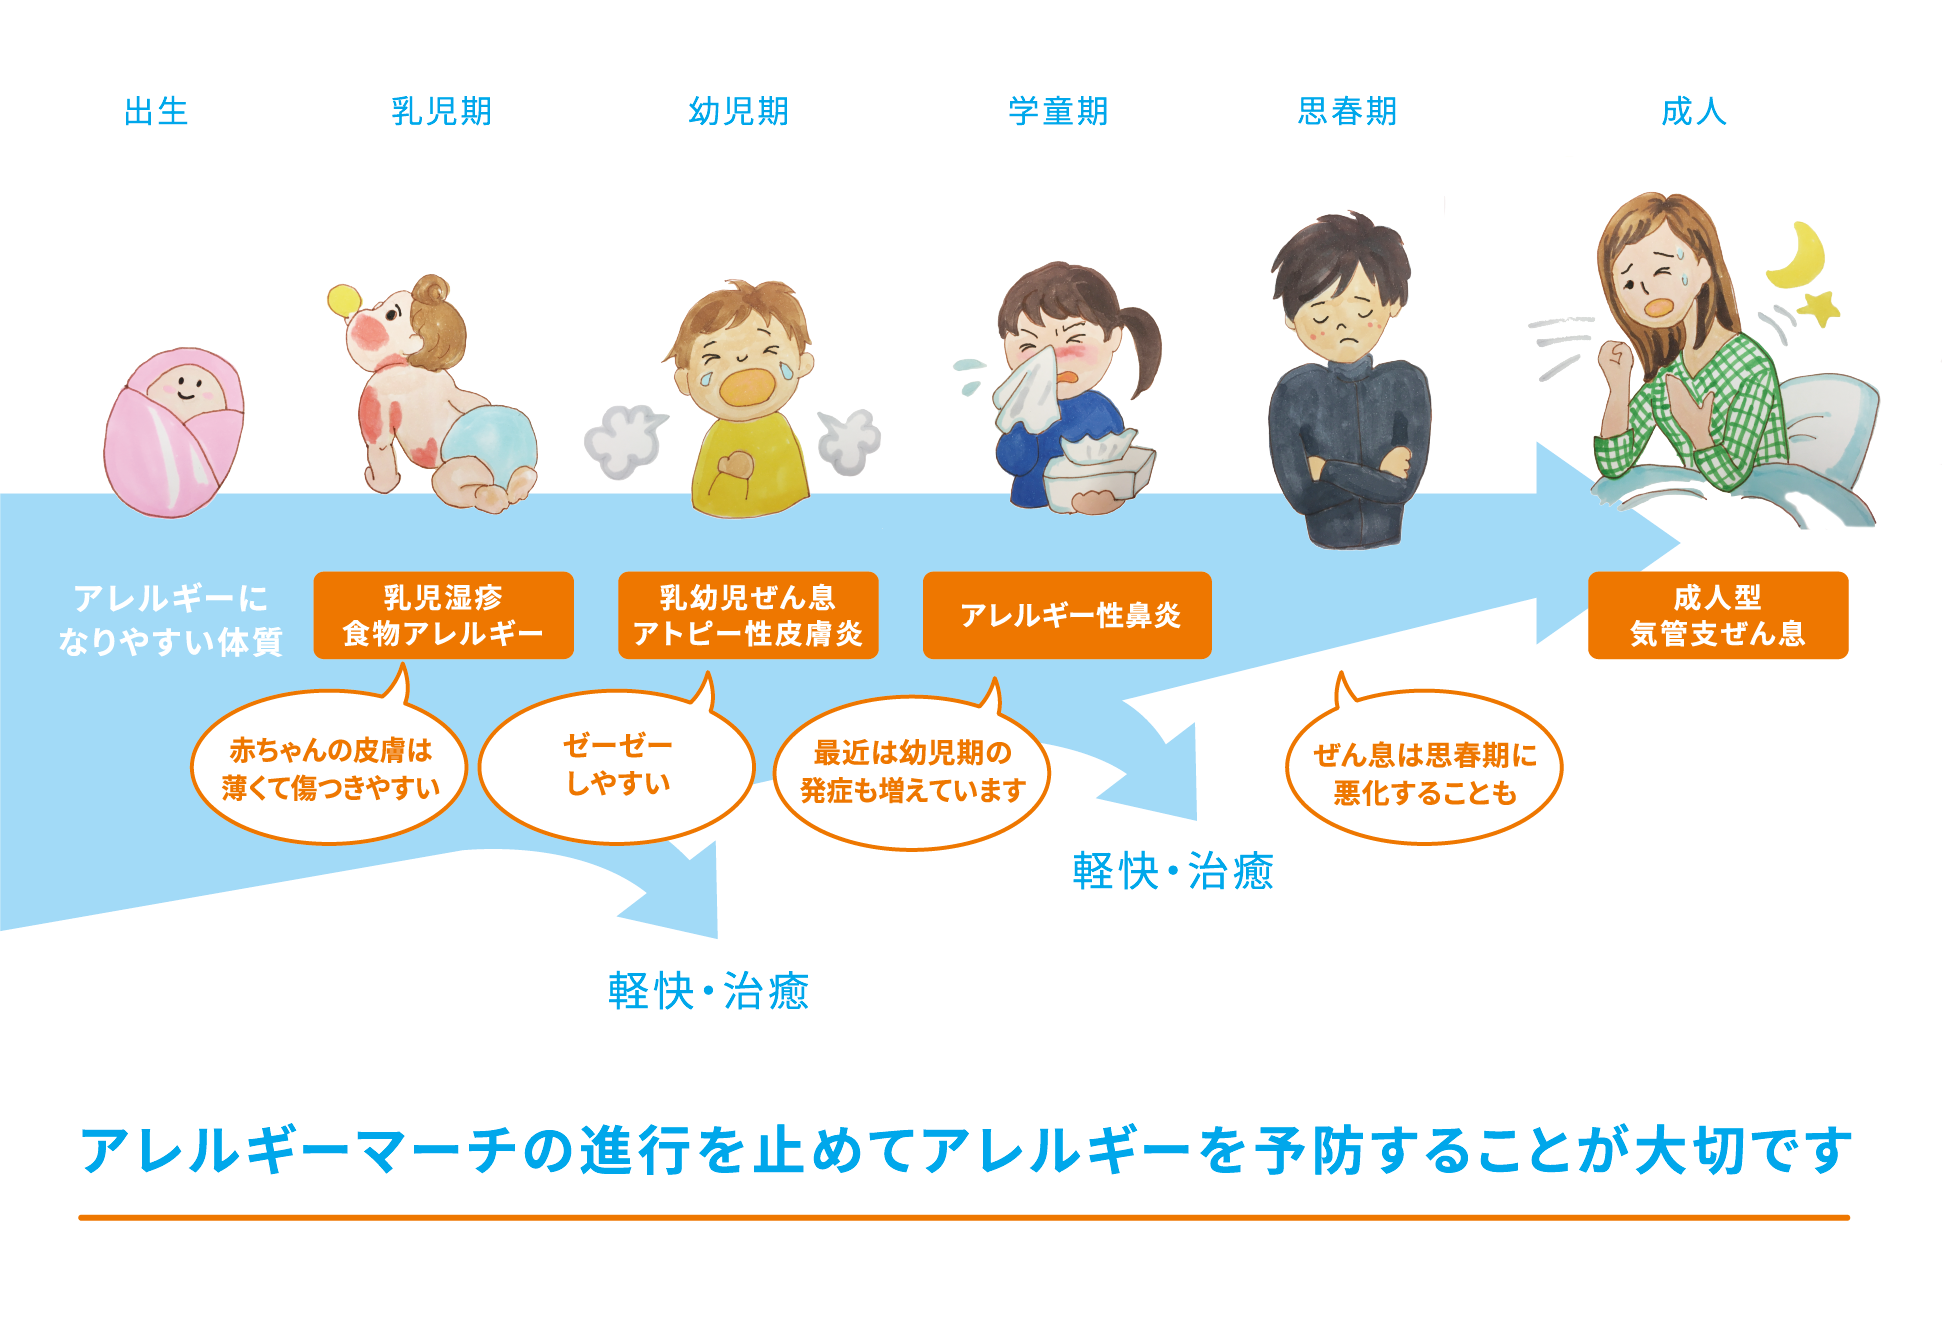 出生
乳児期
幼児期
学童期
思春期
成人
アレルギーに
なりやすい体質
乳児湿疹
食物アレルギー
乳幼児ぜん息
アトピー性皮膚炎
アレルギー性鼻炎
成人型
気管支ぜん息
赤ちゃんの皮膚は
薄くて傷つきやすい
ゼーゼー
しやすい
最近は幼児期の
発症も増えています
ぜん息は思春期に
悪化することも
軽快・治癒
軽快・治癒
アレルギーマーチの進行を止めてアレルギーを予防することが大切です